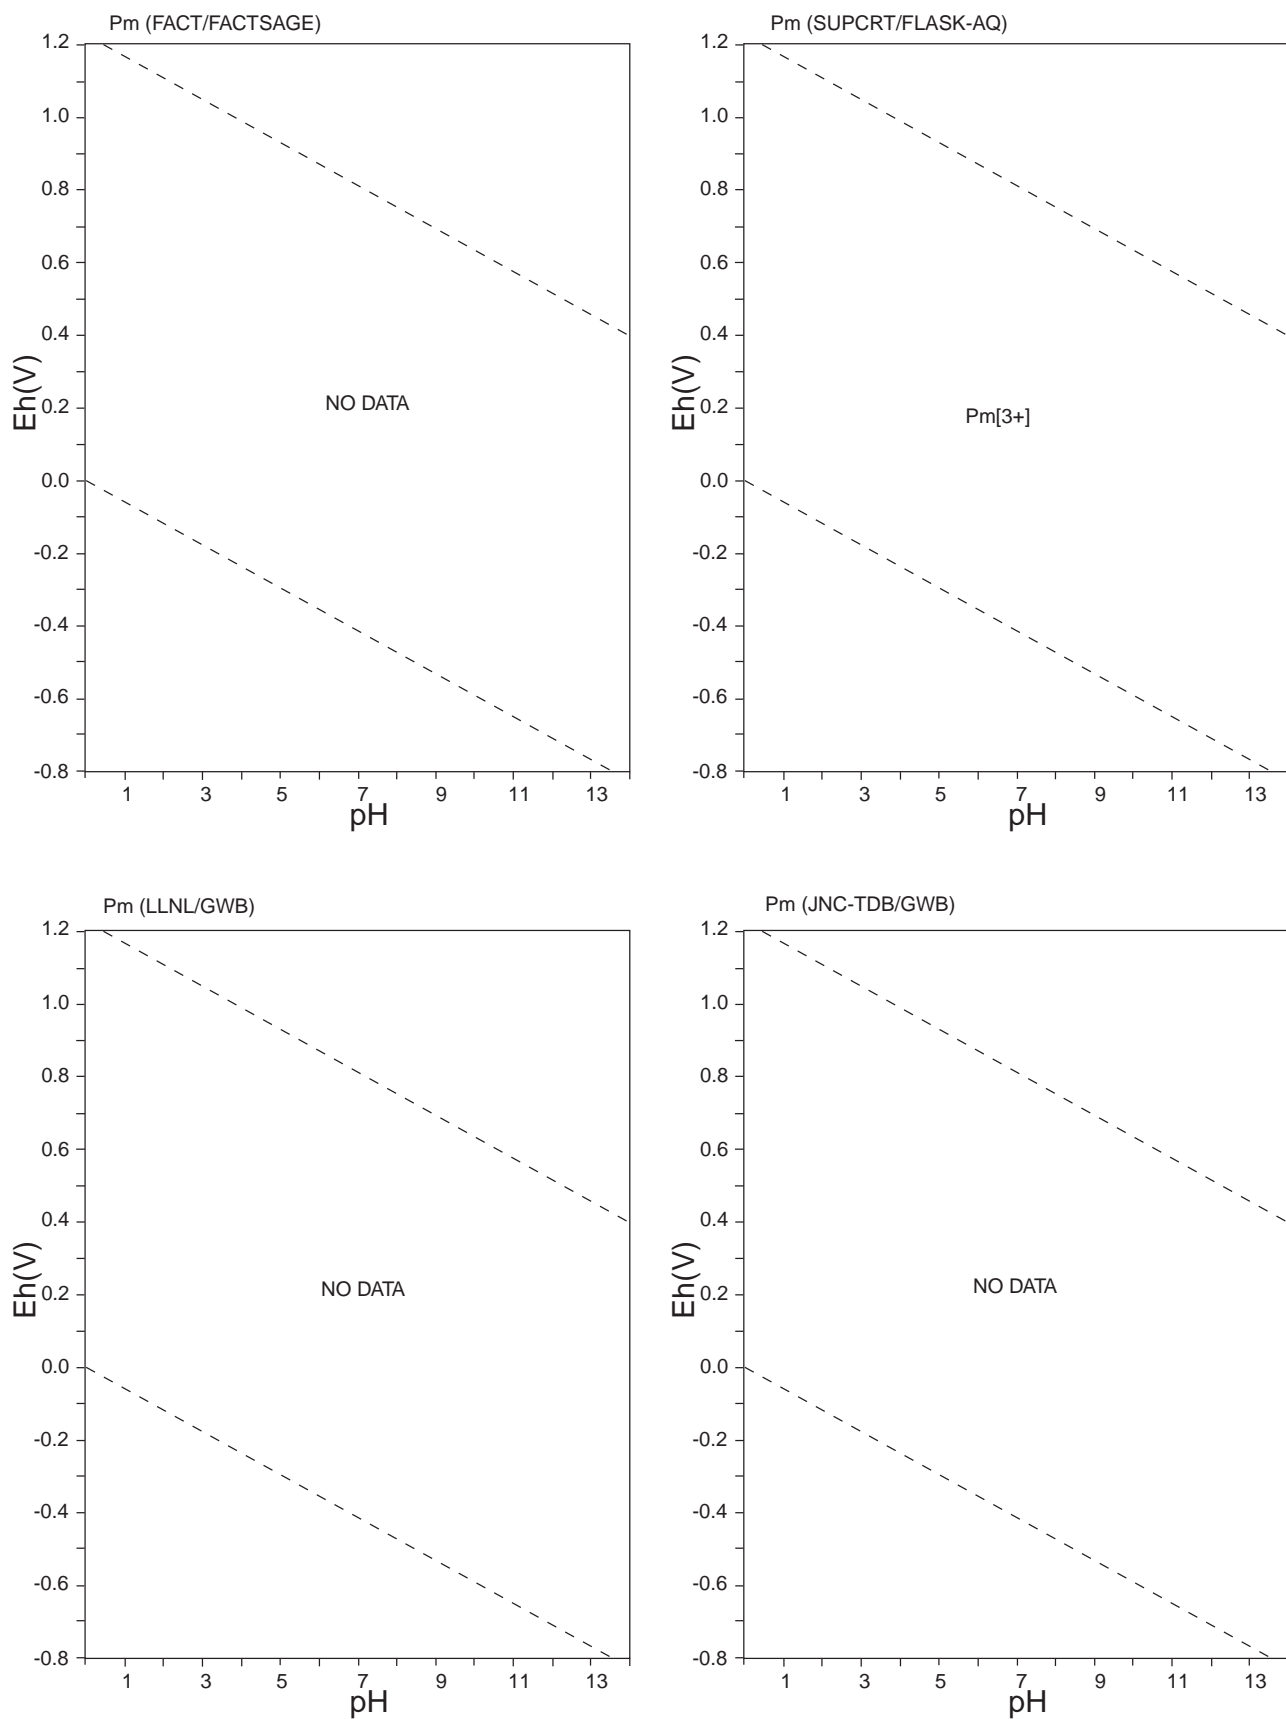 Pm (FACT/FACTSAGE)
1.2
1.0
0.8
0.6
0.4
0.2
0.0
-0.2
-0.4
-0.6
-0.8
Eh(V)
NO DATA
1 3 5 7 9 11 13
pH
Pm (SUPCRT/FLASK-AQ)
1.2
1.0
0.8
0.6
0.4
0.2
0.0
-0.2
-0.4
-0.6
-0.8
Eh(V)
Pm[3+]
1 3 5 7 9 11 13
pH
Pm (LLNL/GWB)
1.2
1.0
0.8
0.6
0.4
0.2
0.0
-0.2
-0.4
-0.6
-0.8
Eh(V)
NO DATA
1 3 5 7 9 11 13
pH
Pm (JNC-TDB/GWB)
1.2
1.0
0.8
0.6
0.4
0.2
0.0
-0.2
-0.4
-0.6
-0.8
Eh(V)
NO DATA
1 3 5 7 9 11 13
pH